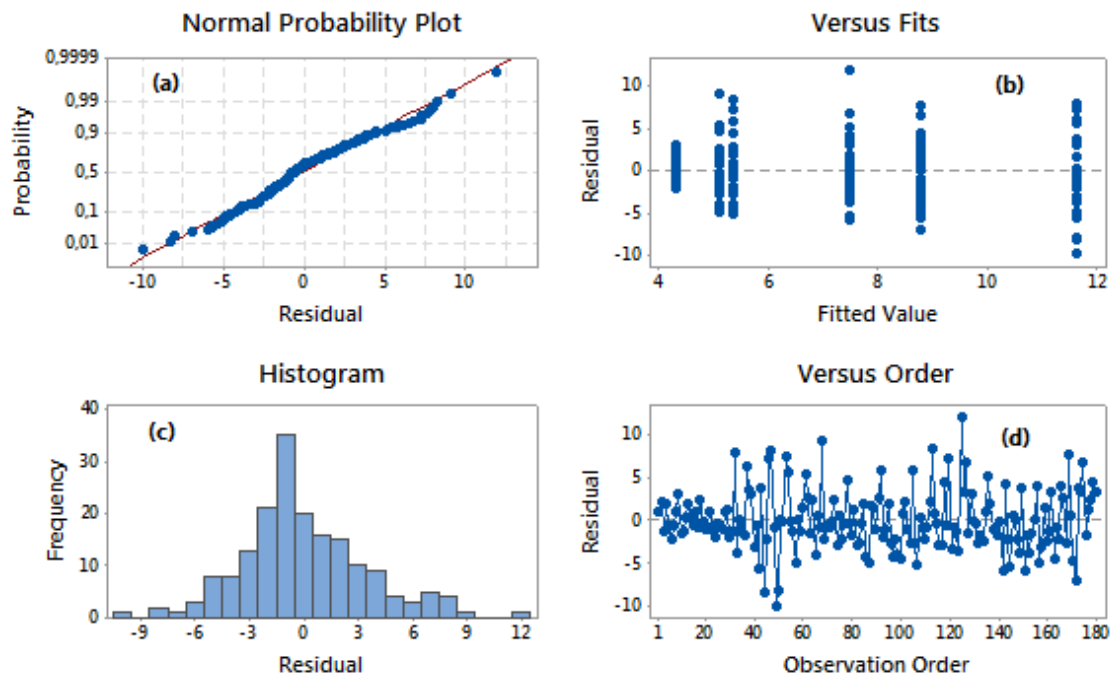 Normal Probability Plot
(a)
Probability
0,9999
0,99
0,9
0,5
0,1
0,01
-10 -5 0 5 10
Residual
Versus Fits
(b)
Residual
10
5
0
-5
-10
4 6 8 10 12
Fitted Value
Histogram
(c)
Frequency
40
30
20
10
0
-9 -6 -3 0 3 6 9 12
Residual
Versus Order
(d)
Residual
10
5
0
-5
-10
1 20 40 60 80 100 120 140 160 180
Observation Order